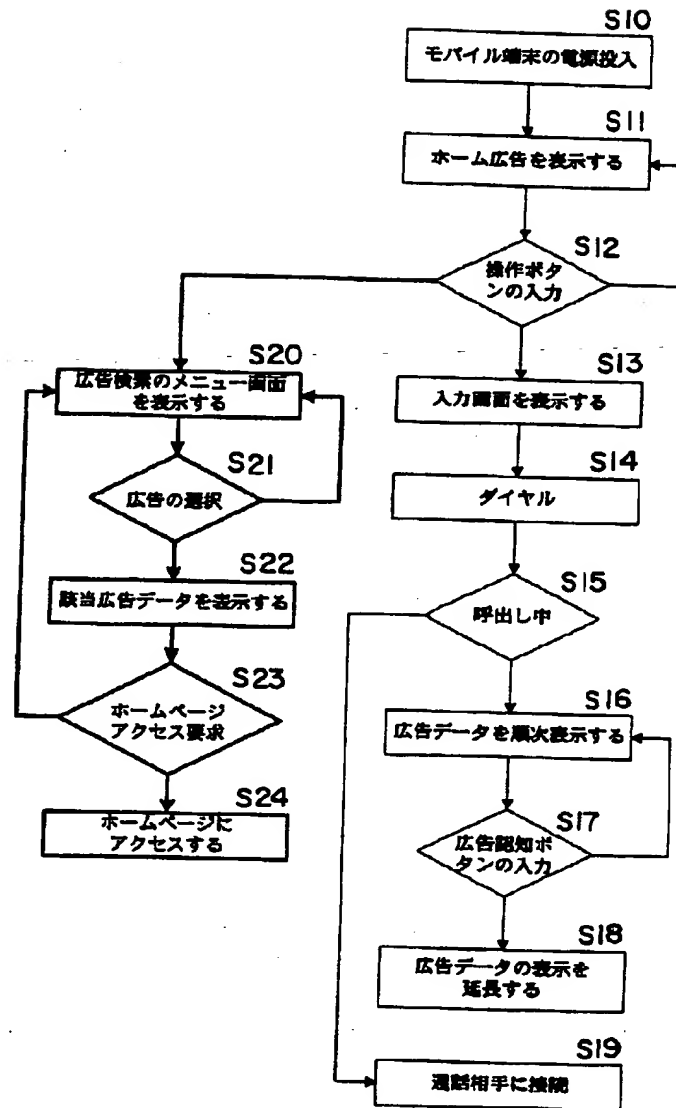 S10
モバイル端末の電源投入
S11
ホーム広告を表示する
S12
操作ボタ
ンの入力
S13
入力画面を表示する
S14
ダイヤル
S15
呼出し中
S16
広告データを順次表示する
S17
広告認知ボ
タンの入力
S18
広告データの表示を
延長する
S19
通話相手に接続
S20
広告検索のメニュー画面
を表示する
S21
広告の選択
S22
該当広告データを表示する
S23
ホームページ
アクセス要求
S24
ホームページに
アクセスする